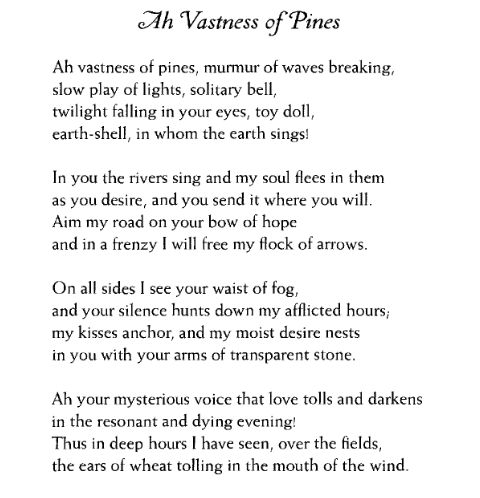 Ah Vastness of Pines
Ah vastness of pines, murmur of waves breaking,
slow play of lights, solitary bell,
twilight falling in your eyes, toy doll,
earth-shell, in whom the earth sings!
In you the rivers sing and my soul flees in them
as you desire, and you send it where you will.
Aim my road on your bow of hope
and in a frenzy I will free my flock of arrows.
On all sides I see your waist of fog,
and your silence hunts down my afflicted hours;
my kisses anchor, and my moist desire nests
in you with your arms of transparent stone.
Ah your mysterious voice that love tolls and darkens
in the resonant and dying evening!
Thus in deep hours I have seen, over the fields,
the ears of wheat tolling in the mouth of the wind.